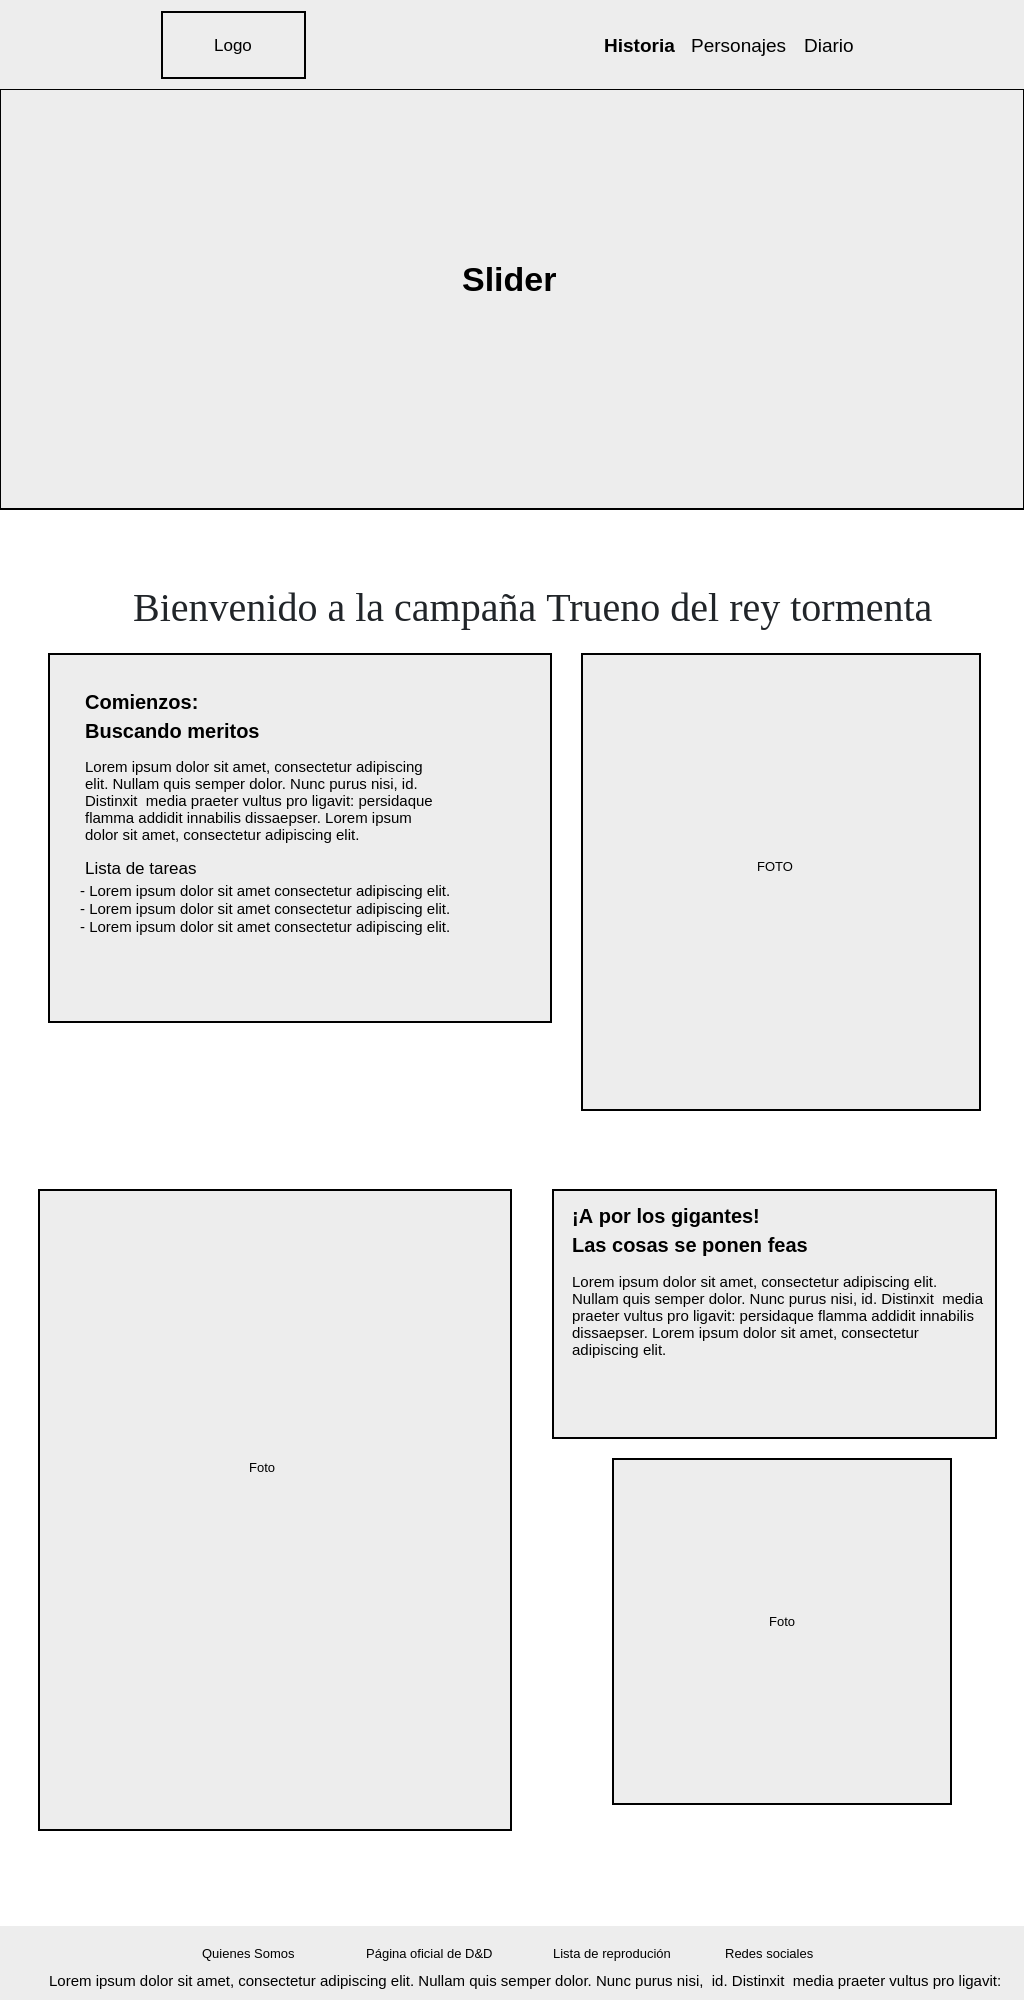 Logo
Historia Personajes Diario
Slider
Bienvenido a la campaña Trueno del rey tormenta
Comienzos:
Buscando meritos
Lorem ipsum dolor sit amet, consectetur adipiscing
elit. Nullam quis semper dolor. Nunc purus nisi, id.
Distinxit  media praeter vultus pro ligavit: persidaque
flamma addidit innabilis dissaepser. Lorem ipsum
dolor sit amet, consectetur adipiscing elit.
Lista de tareas
- Lorem ipsum dolor sit amet consectetur adipiscing elit.
- Lorem ipsum dolor sit amet consectetur adipiscing elit.
- Lorem ipsum dolor sit amet consectetur adipiscing elit.
FOTO
Foto
¡A por los gigantes!
Las cosas se ponen feas
Lorem ipsum dolor sit amet, consectetur adipiscing elit.
Nullam quis semper dolor. Nunc purus nisi, id. Distinxit  media
praeter vultus pro ligavit: persidaque flamma addidit innabilis
dissaepser. Lorem ipsum dolor sit amet, consectetur
adipiscing elit.
Foto
Quienes Somos Página oficial de D&D Lista de reprodución Redes sociales
Lorem ipsum dolor sit amet, consectetur adipiscing elit. Nullam quis semper dolor. Nunc purus nisi,  id. Distinxit  media praeter vultus pro ligavit: